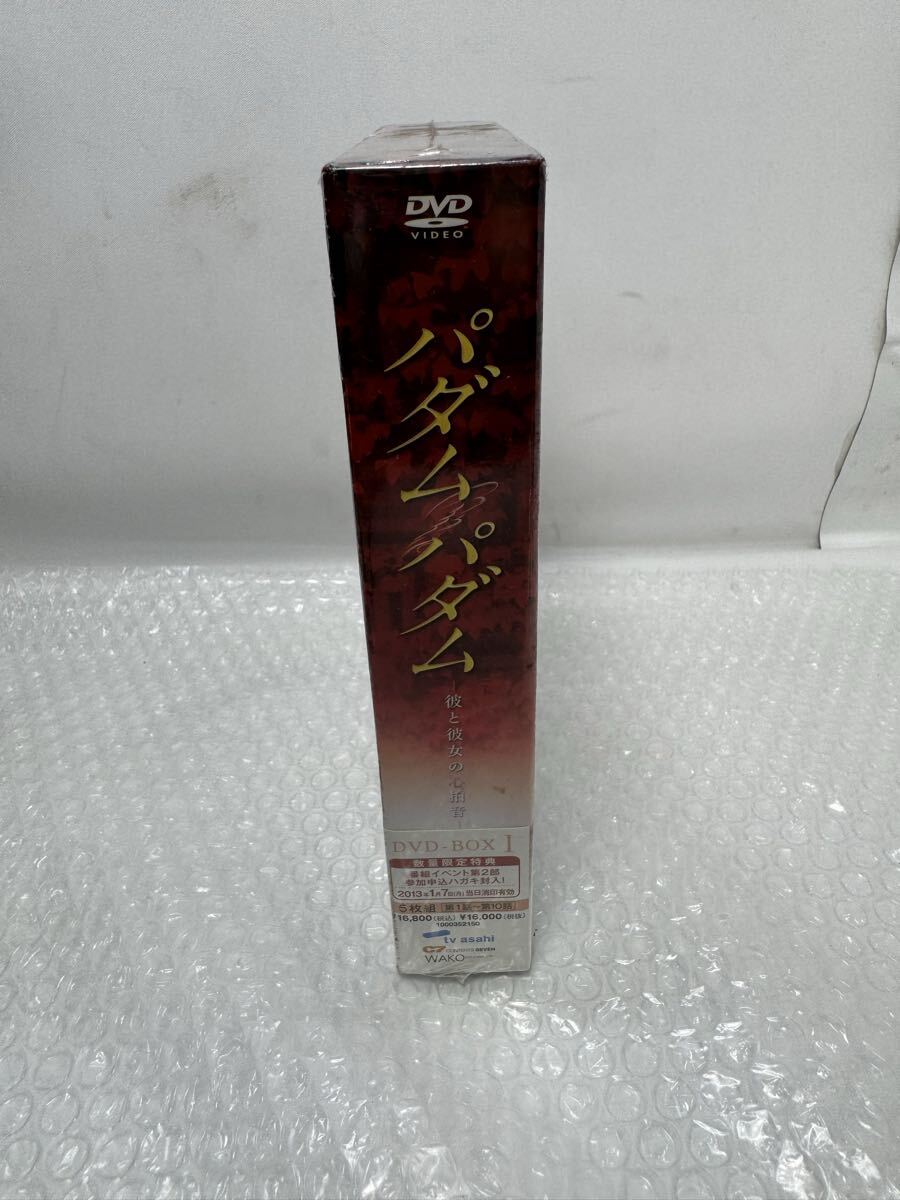 DVD
VIDEO
パダムパダム
―彼と彼女の心拍音―
DVD-BOX I
数量限定特典
番組イベント第2部
参加申込ハガキ封入!
2013年1月7日(月)当日消印有効
5枚組[第1話~第10話]
¥16,800(税込) ¥16,000(税抜)
1000352150
tv asahi
C7 CONTENTS SEVEN
WAKO